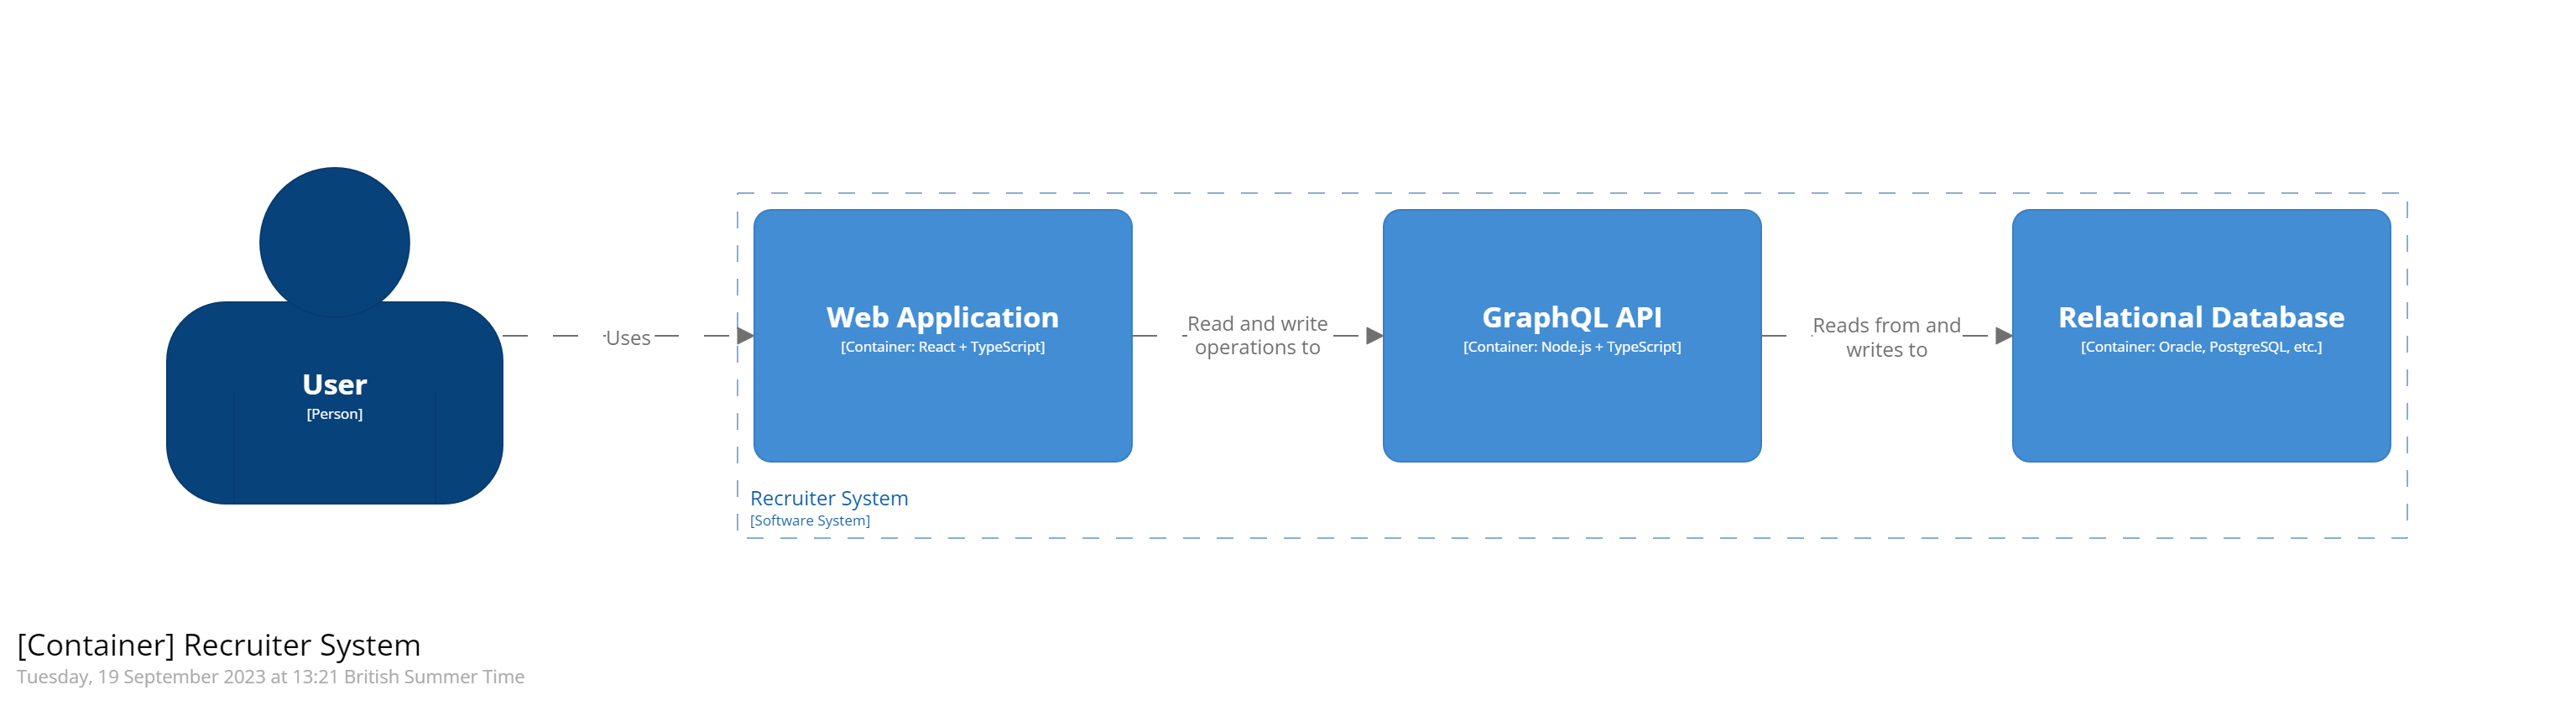 User
[Person]
Uses
Web Application
[Container: React + TypeScript]
Read and write
operations to
GraphQL API
[Container: Node.js + TypeScript]
Reads from and
writes to
Relational Database
[Container: Oracle, PostgreSQL, etc.]
Recruiter System
[Software System]
[Container] Recruiter System
Tuesday, 19 September 2023 at 13:21 British Summer Time